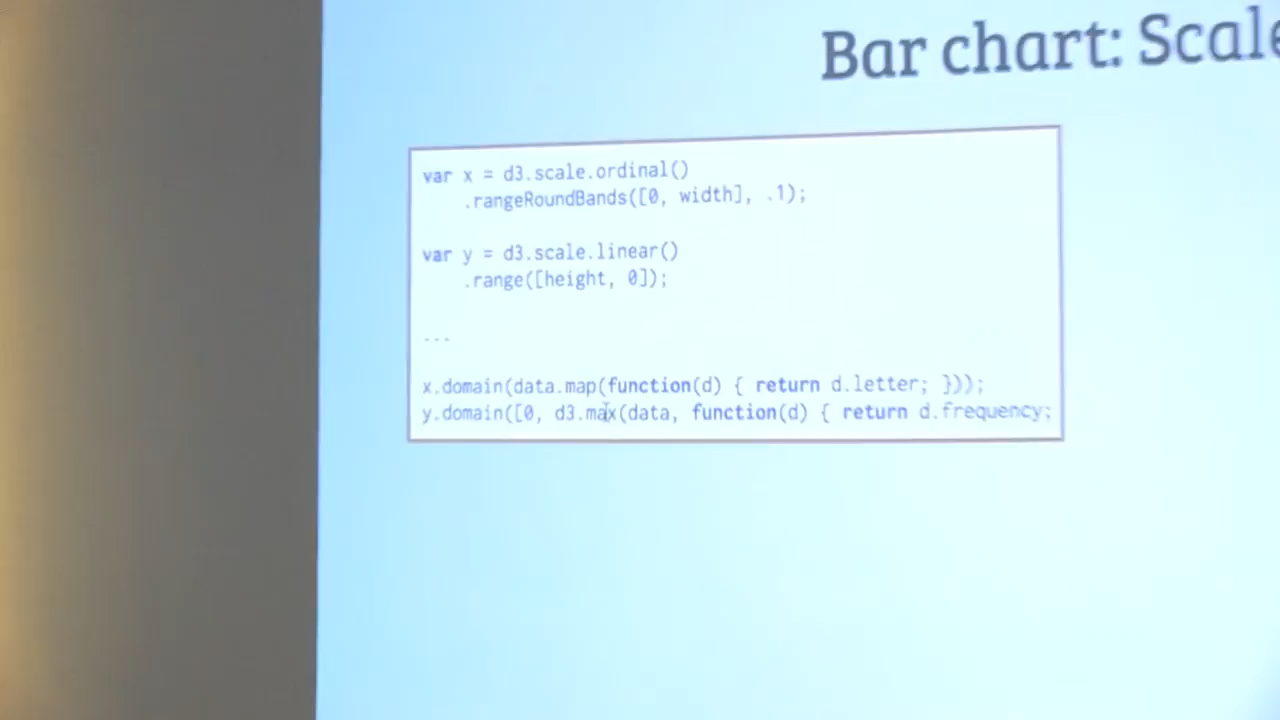 Bar chart: Scale
var x = d3.scale.ordinal()
    .rangeRoundBands([0, width], .1);
var y = d3.scale.linear()
    .range([height, 0]);
...
x.domain(data.map(function(d) { return d.letter; }));
y.domain([0, d3.max(data, function(d) { return d.frequency;